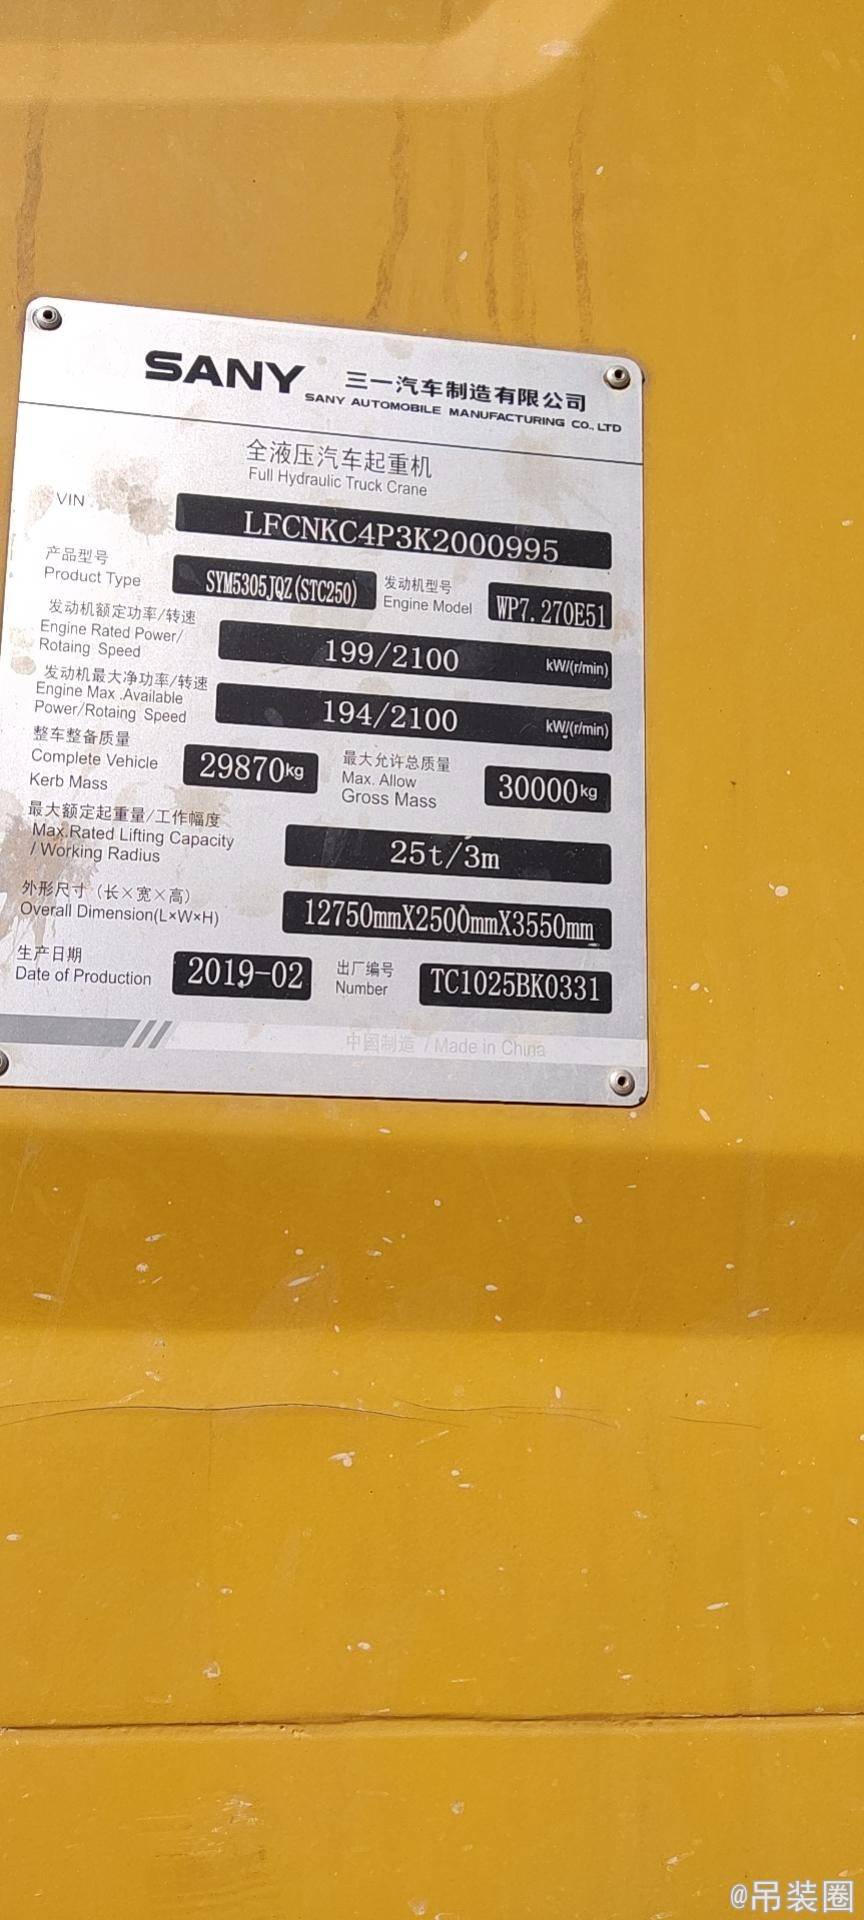 SANY 三一汽车制造有限公司
SANY AUTOMOBILE MANUFACTURING CO., LTD
全液压汽车起重机
Full Hydraulic Truck Crane
VIN LFCNKC4P3K2000995
产品型号
Product Type SYM5305JQZ(STC250)
发动机型号
Engine Model WP7.270E51
发动机额定功率/转速
Engine Rated Power/
Rotaing Speed 199/2100 kW/(r/min)
发动机最大净功率/转速
Engine Max .Available
Power/Rotaing Speed 194/2100 kW/(r/min)
整车整备质量
Complete Vehicle
Kerb Mass 29870kg
最大允许总质量
Max. Allow
Gross Mass 30000kg
最大额定起重量/工作幅度
Max.Rated Lifting Capacity
/ Working Radius 25t/3m
外形尺寸（长×宽×高）
Overall Dimension(L×W×H) 12750mmX2500mmX3550mm
生产日期
Date of Production 2019-02
出厂编号
Number TC1025BK0331
中国制造 / Made in China
@吊装圈